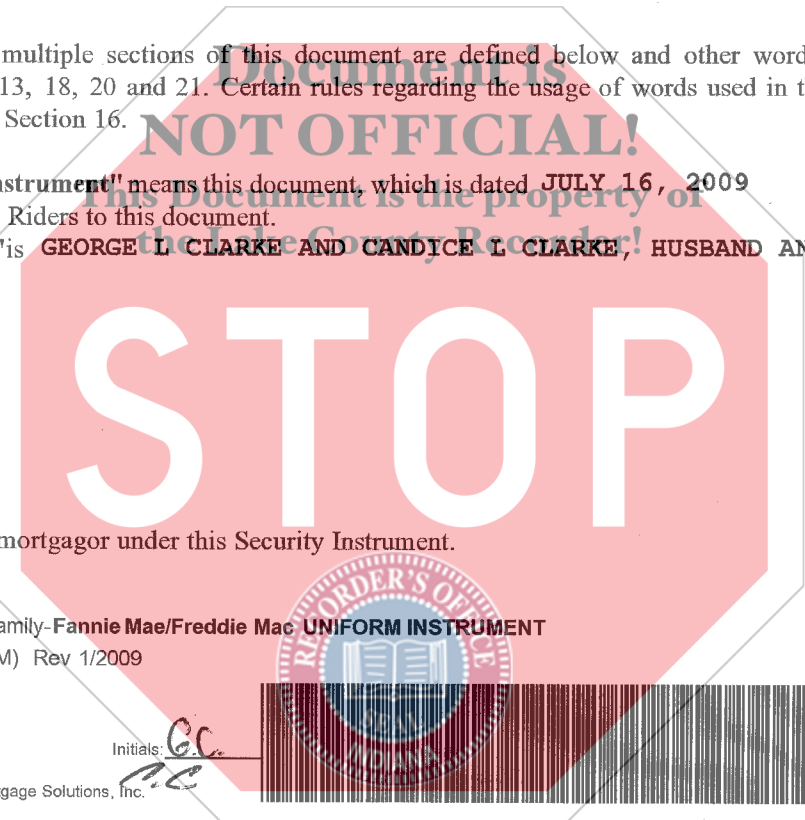 multiple sections of this document are defined below and other word
13, 18, 20 and 21. Certain rules regarding the usage of words used in t
Section 16.
Document is
NOT OFFICIAL!
This Document is the property of
the Lake County Recorder!
nstrument" means this document, which is dated JULY 16, 2009
Riders to this document.
"is GEORGE L CLARKE AND CANDICE L CLARKE, HUSBAND AN
STOP
mortgagor under this Security Instrument.
amily-Fannie Mae/Freddie Mac UNIFORM INSTRUMENT
M) Rev 1/2009
RECORDER'S OFFICE
SEAL
INDIANA
Initials: G.C.
C.C
gage Solutions, Inc.